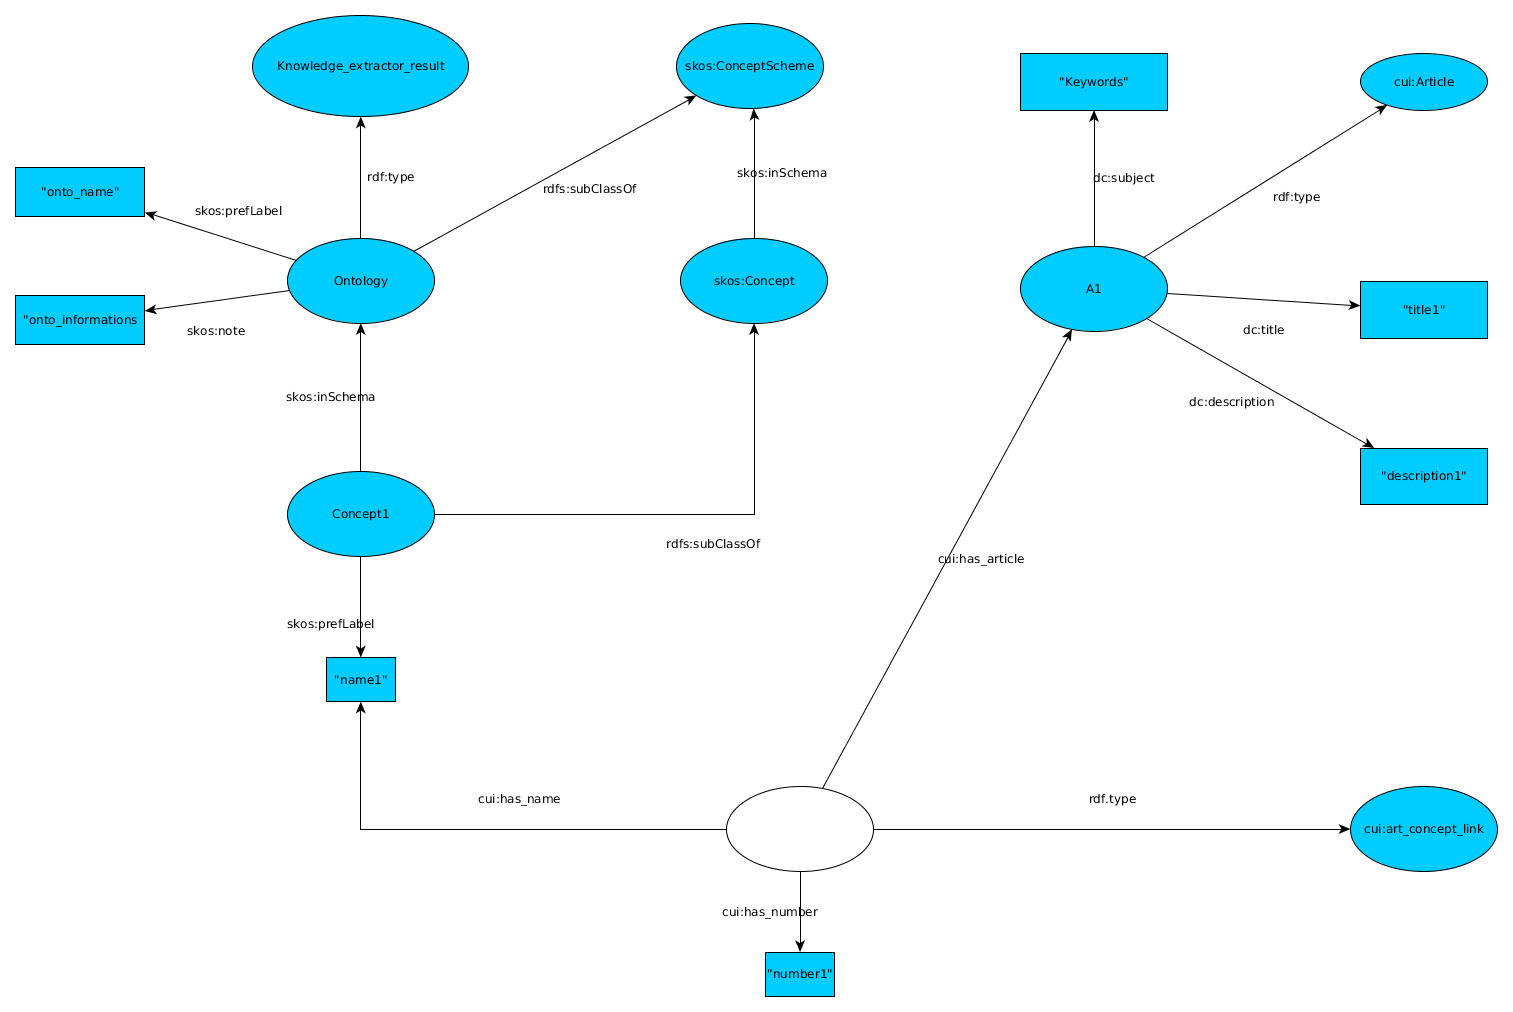 Knowledge_extractor_result
skos:ConceptScheme
"Keywords"
cui:Article
rdf:type
skos:inSchema
dc:subject
"onto_name"
rdfs:subClassOf
rdf:type
skos:prefLabel
Ontology
skos:Concept
A1
"onto_informations
skos:note
"title1"
dc:title
skos:inSchema
dc:description
"description1"
Concept1
rdfs:subClassOf
cui:has_article
skos:prefLabel
"name1"
cui:has_name
rdf.type
cui:art_concept_link
cui:has_number
"number1"